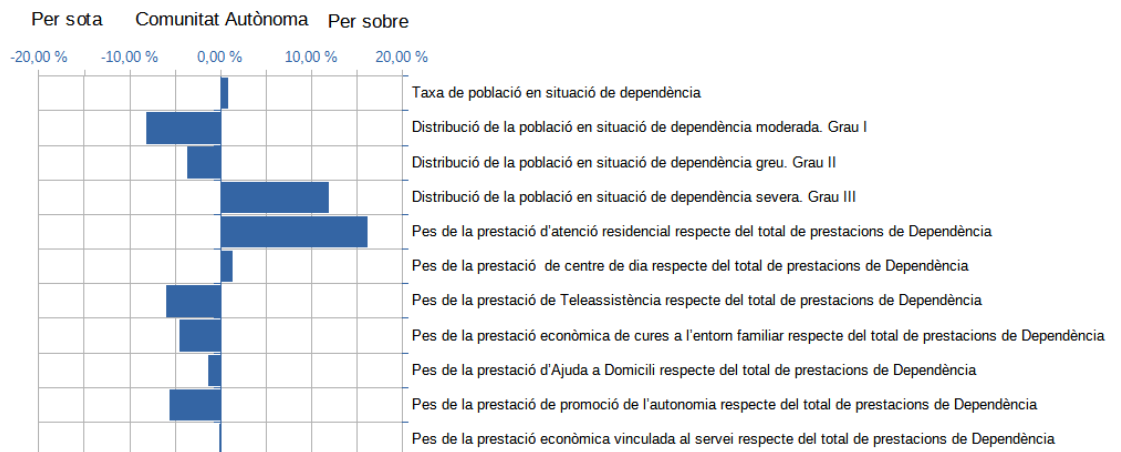 Per sota Comunitat Autònoma Per sobre
-20,00 % -10,00 % 0,00 % 10,00 % 20,00 %
Taxa de població en situació de dependència
Distribució de la població en situació de dependència moderada. Grau I
Distribució de la població en situació de dependència greu. Grau II
Distribució de la població en situació de dependència severa. Grau III
Pes de la prestació d’atenció residencial respecte del total de prestacions de Dependència
Pes de la prestació  de centre de dia respecte del total de prestacions de Dependència
Pes de la prestació de Teleassistència respecte del total de prestacions de Dependència
Pes de la prestació econòmica de cures a l’entorn familiar respecte del total de prestacions de Dependència
Pes de la prestació d’Ajuda a Domicili respecte del total de prestacions de Dependència
Pes de la prestació de promoció de l’autonomia respecte del total de prestacions de Dependència
Pes de la prestació econòmica vinculada al servei respecte del total de prestacions de Dependència